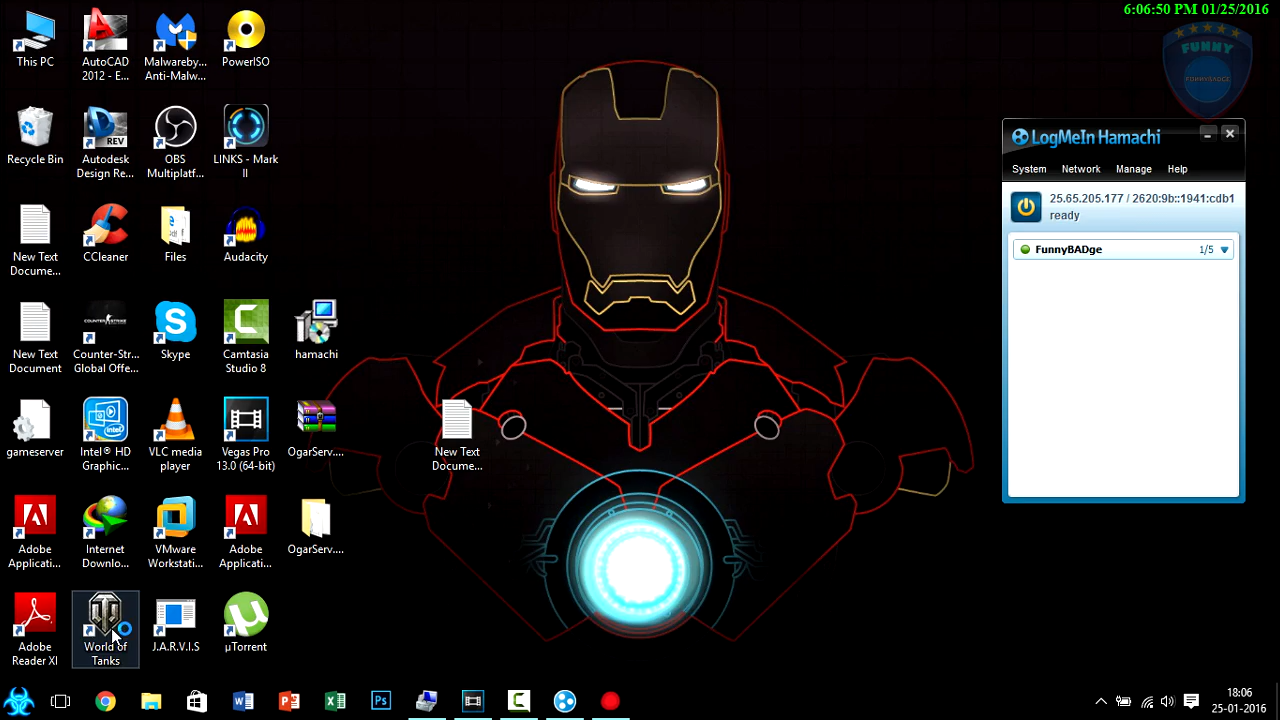 6:06:50 PM 01/25/2016
FUNNY
FUNNYBADGE
This PC
AutoCAD
2012 - E...
Malwareby...
Anti-Malw...
PowerISO
Recycle Bin
Autodesk
Design Re...
OBS
Multiplatf...
LINKS - Mark
II
New Text
Docume...
CCleaner
Files
Audacity
New Text
Document
Counter-Str...
Global Offe...
Skype
Camtasia
Studio 8
hamachi
gameserver
Intel® HD
Graphic...
VLC media
player
Vegas Pro
13.0 (64-bit)
OgarServ....
New Text
Docume...
Adobe
Applicati...
Internet
Downlo...
VMware
Workstati...
Adobe
Applicati...
OgarServ....
Adobe
Reader XI
World of
Tanks
J.A.R.V.I.S
µTorrent
LogMeIn Hamachi
System Network Manage Help
25.65.205.177 / 2620:9b::1941:cdb1
ready
FunnyBADge 1/5
18:06
25-01-2016